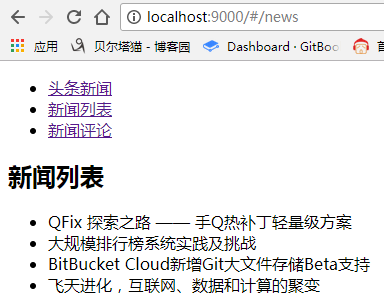 localhost:9000/#/news
应用 贝尔塔猫 - 博客园 Dashboard · GitBoo 首
头条新闻
新闻列表
新闻评论
新闻列表
QFix 探索之路 —— 手Q热补丁轻量级方案
大规模排行榜系统实践及挑战
BitBucket Cloud新增Git大文件存储Beta支持
飞天进化，互联网、数据和计算的聚变